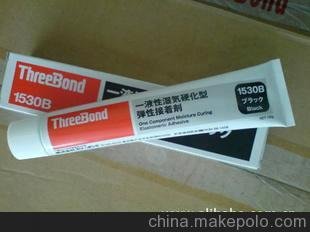 ThreeBond
1530B
ThreeBond
一液性湿気硬化型
弾性接着剤
One Component Moisture Curing
Elastomeric Adhesive
1530B
ブラック
Black
china.makepolo.com